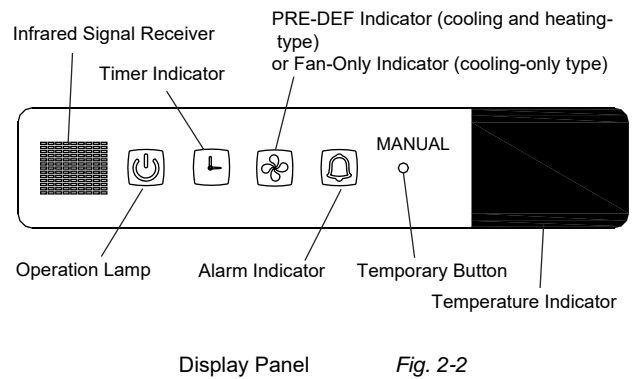 PRE-DEF Indicator (cooling and heating-
type)
or Fan-Only Indicator (cooling-only type)
Infrared Signal Receiver
Timer Indicator
MANUAL
Operation Lamp
Alarm Indicator
Temporary Button
Temperature Indicator
Display Panel
Fig. 2-2